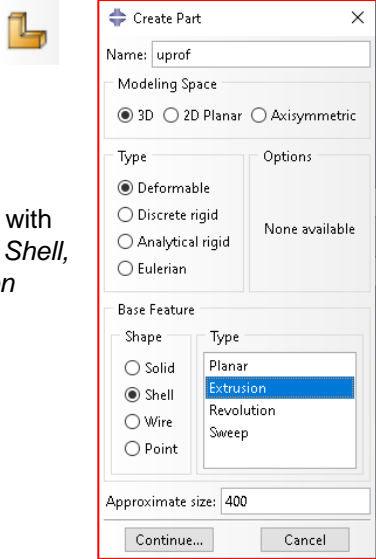 with
Shell,
n
Create Part
Name: uprof
Modeling Space
3D 2D Planar Axisymmetric
Type
Deformable
Discrete rigid
Analytical rigid
Eulerian
Options
None available
Base Feature
Shape
Solid
Shell
Wire
Point
Type
Planar
Extrusion
Revolution
Sweep
Approximate size: 400
Continue... Cancel